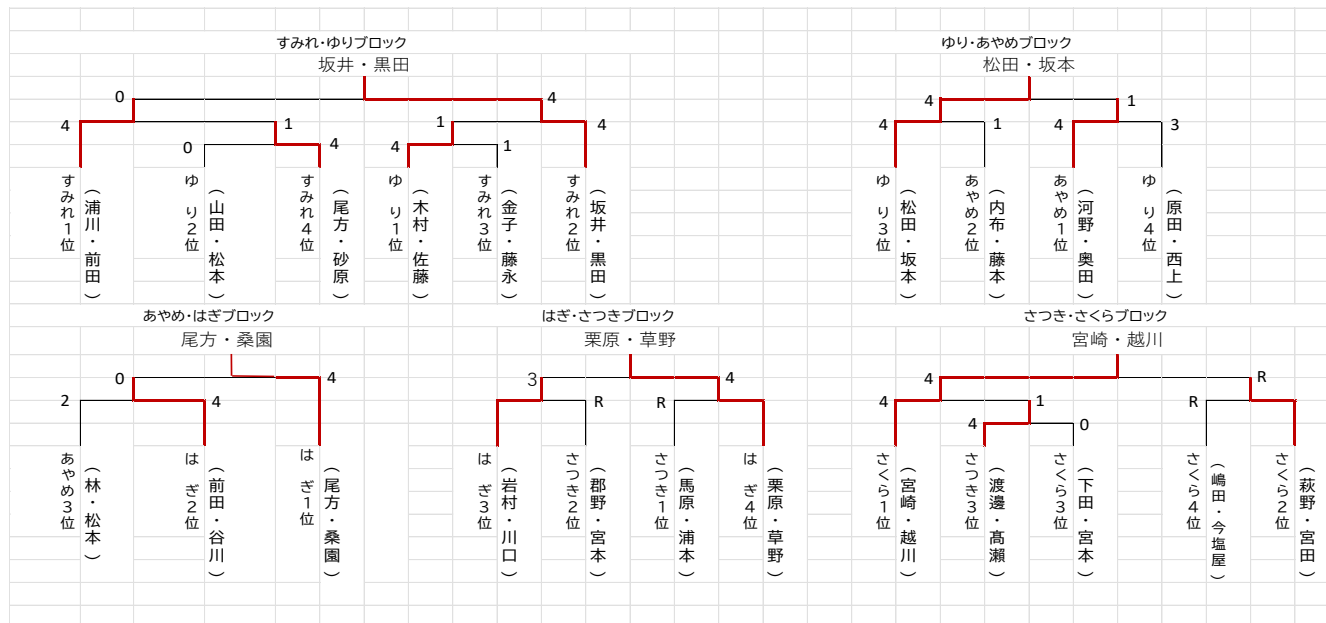 すみれ・ゆりブロック
坂井・黒田
0
4
4
1
1
4
0
4
4
1
すみれ1位
（浦川・前田）
ゆ り2位
（山田・松本）
すみれ4位
（尾方・砂原）
ゆ り1位
（木村・佐藤）
すみれ3位
（金子・藤永）
すみれ2位
（坂井・黒田）
ゆり・あやめブロック
松田・坂本
4
1
4
1
4
3
ゆ り3位
（松田・坂本）
あやめ2位
（内布・藤本）
あやめ1位
（河野・奥田）
ゆ り4位
（原田・西上）
あやめ・はぎブロック
尾方・桑園
0
4
2
4
あやめ3位
（林・松本）
は ぎ2位
（前田・谷川）
は ぎ1位
（尾方・桑園）
はぎ・さつきブロック
栗原・草野
3
4
R
R
は ぎ3位
（岩村・川口）
さつき2位
（郡野・宮本）
さつき1位
（馬原・浦本）
は ぎ4位
（栗原・草野）
さつき・さくらブロック
宮崎・越川
4
R
4
1
R
4
0
さくら1位
（宮崎・越川）
さつき3位
（渡邊・髙瀨）
さくら3位
（下田・宮本）
さくら4位
（嶋田・今塩屋）
さくら2位
（萩野・宮田）